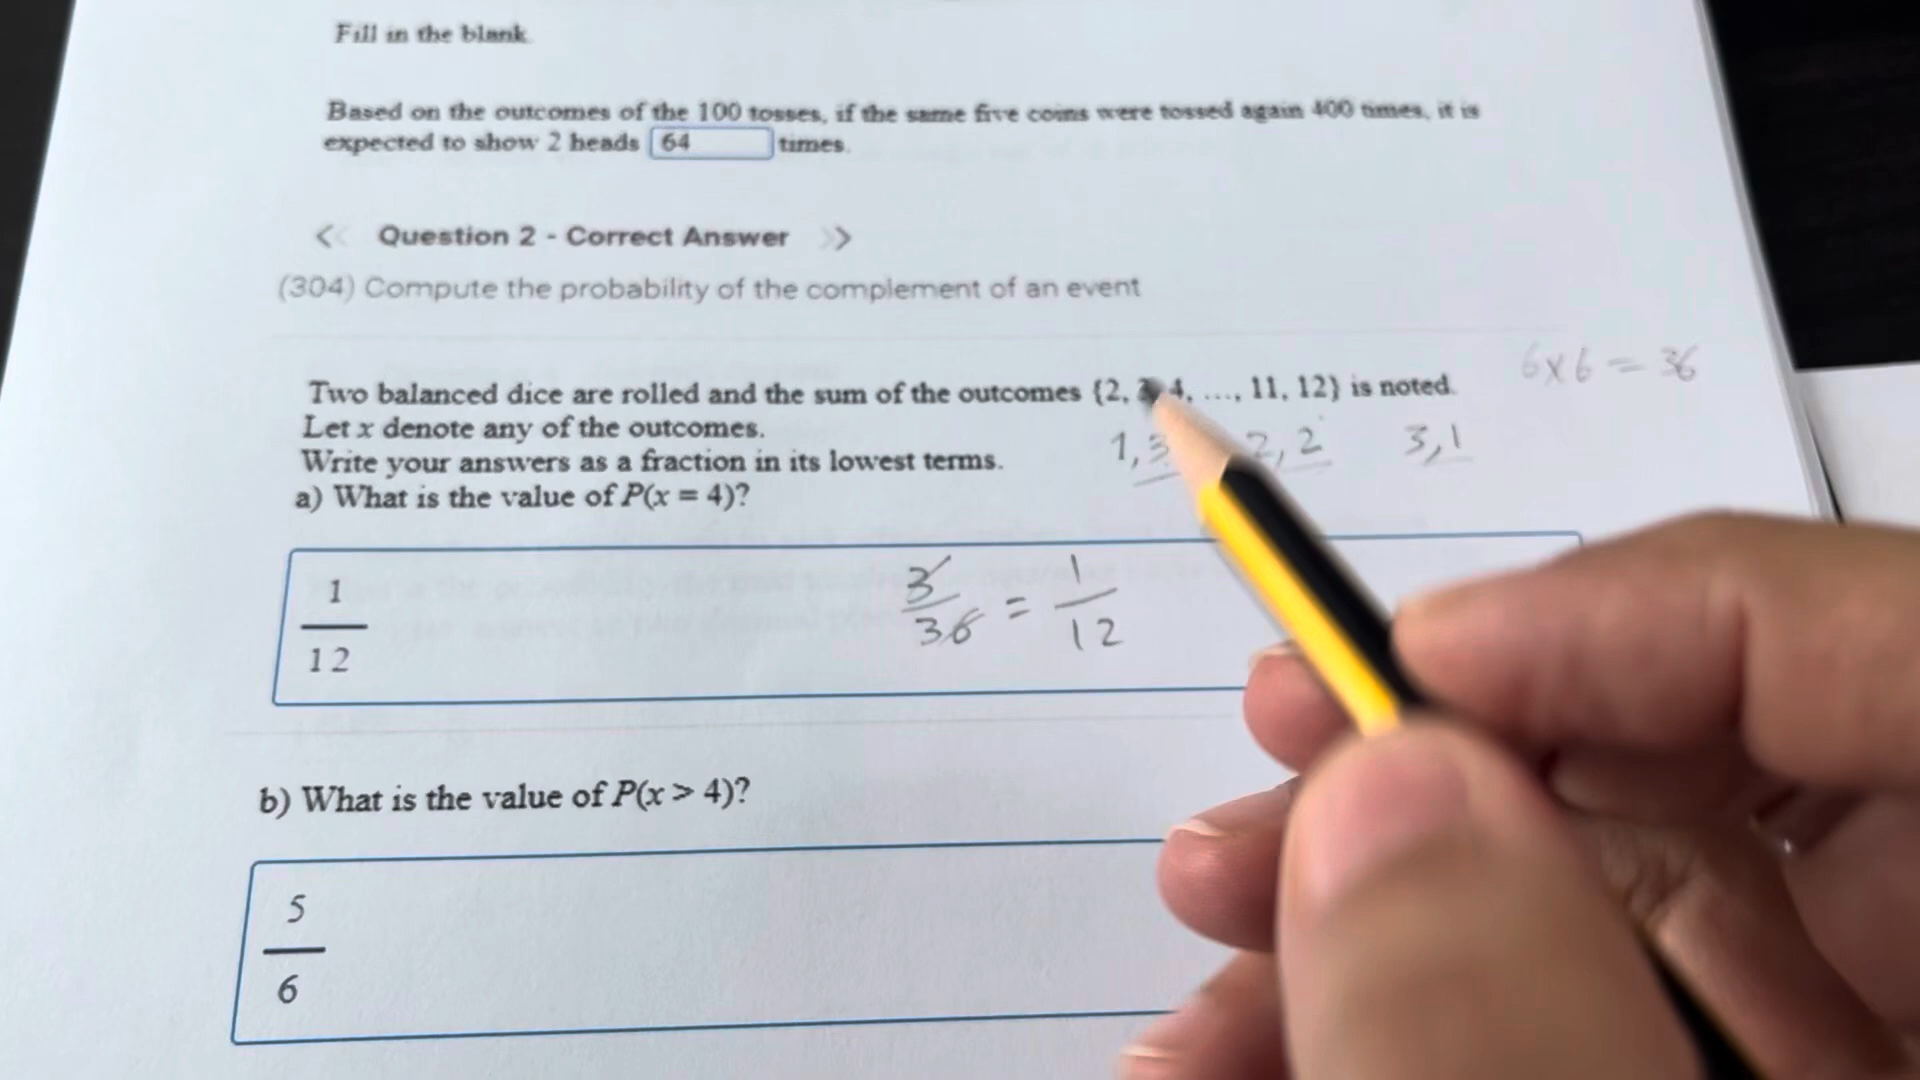 Fill in the blank
Based on the outcomes of the 100 tosses, if the same five coins were tossed again 400 times, it is
expected to show 2 heads 64 times.
Question 2 - Correct Answer
(304) Compute the probability of the complement of an event
6x6 = 36
Two balanced dice are rolled and the sum of the outcomes {2, 3, 4, ..., 11, 12} is noted.
Let x denote any of the outcomes.
1,3 2,2 3,1
Write your answers as a fraction in its lowest terms.
a) What is the value of P(x = 4)?
1
12
3/36 = 1/12
b) What is the value of P(x > 4)?
5
6